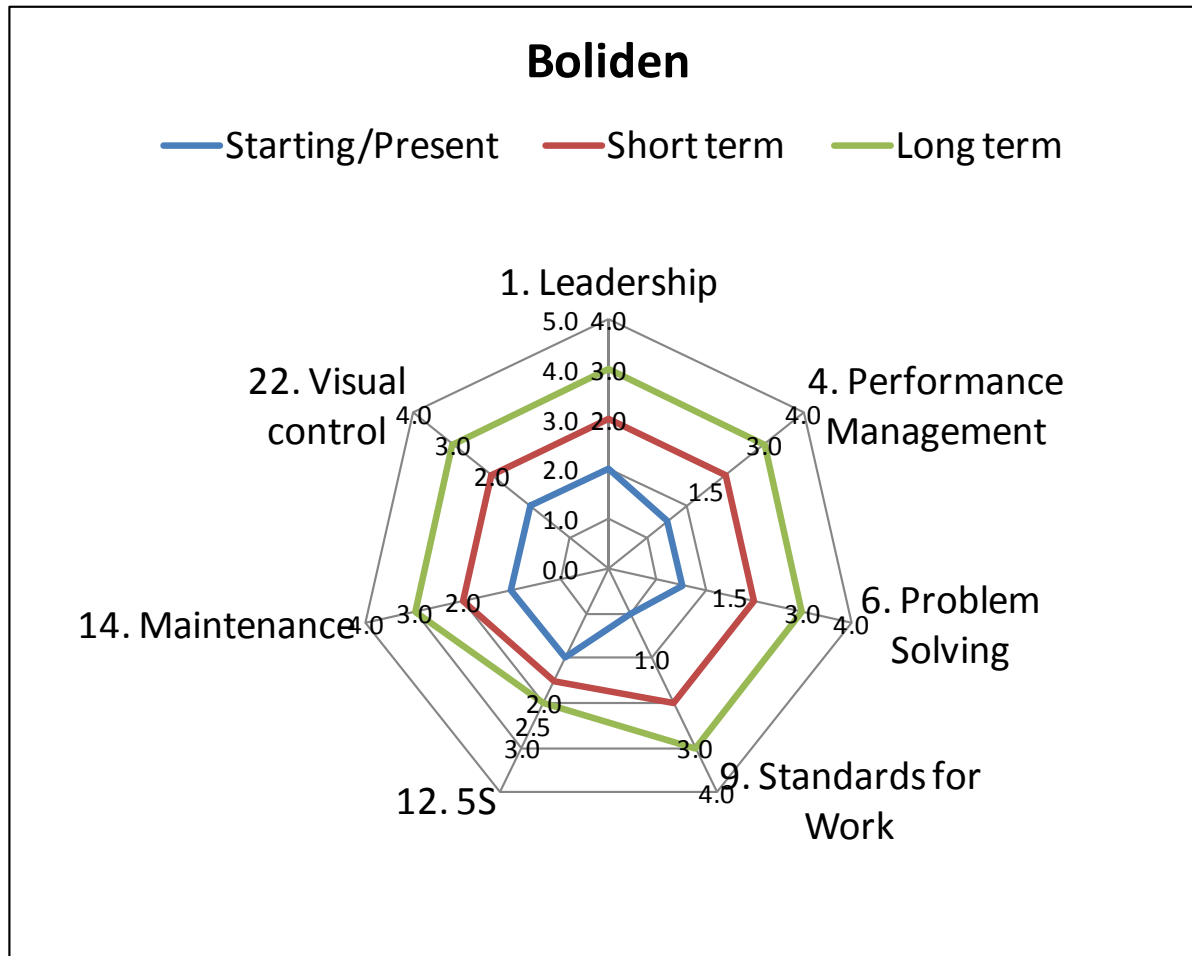 Boliden
Starting/Present Short term Long term
1. Leadership
5.0 4.0
22. Visual
control
4. Performance
Management
4.0 3.0
4.0
4.0
3.0 2.0
3.0
3.0
2.0
2.0
1.5
1.0
0.0
14. Maintenance
4.0
3.0
2.0
1.5
3.0
4.0
6. Problem
Solving
1.0
2.0
2.5
3.0
3.0
12. 5S
4.0
9. Standards for
Work